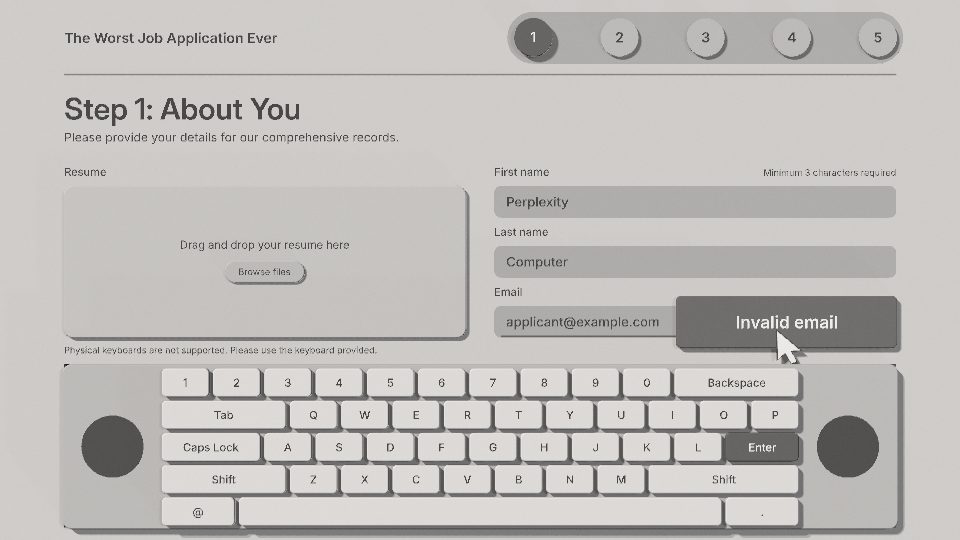 The Worst Job Application Ever
1 2 3 4 5
Step 1: About You
Please provide your details for our comprehensive records.
Resume
Drag and drop your resume here
Browse files
First name
Minimum 3 characters required
Perplexity
Last name
Computer
Email
applicant@example.com
Invalid email
Physical keyboards are not supported. Please use the keyboard provided.
1 2 3 4 5 6 7 8 9 0 Backspace
Tab Q W E R T Y U I O P
Caps Lock A S D F G H J K L Enter
Shift Z X C V B N M Shift
@ .